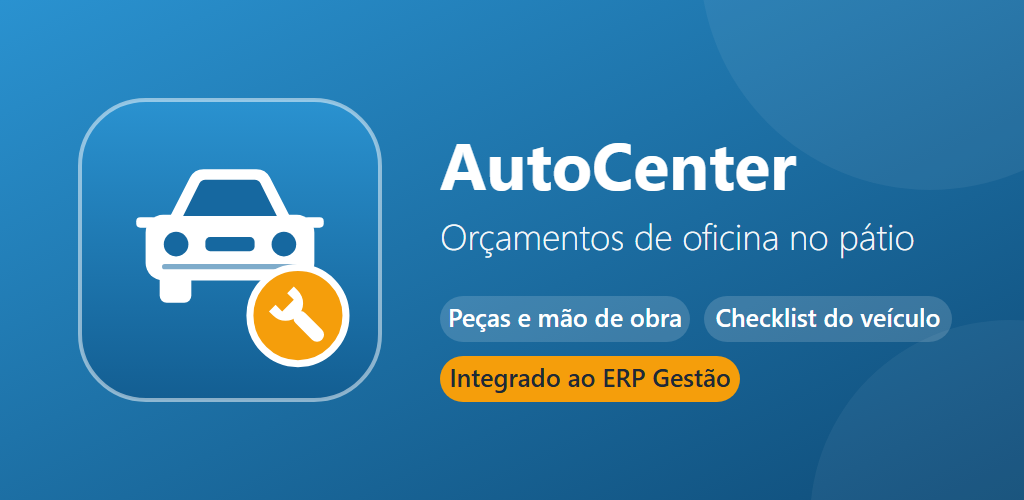 AutoCenter
Orçamentos de oficina no pátio
Peças e mão de obra
Checklist do veículo
Integrado ao ERP Gestão